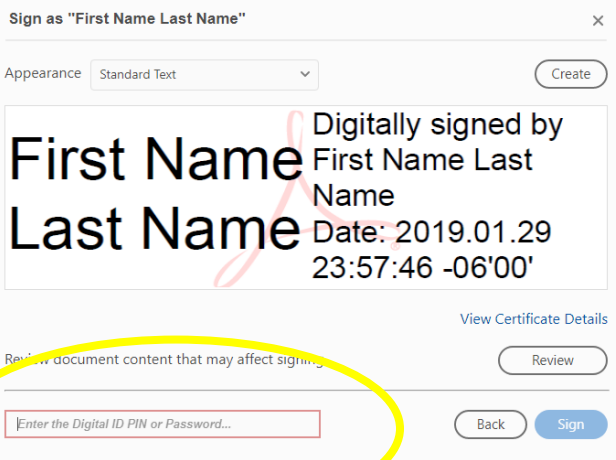 Sign as "First Name Last Name"
Appearance Standard Text Create
First Name
Last Name
Digitally signed by
First Name Last
Name
Date: 2019.01.29
23:57:46 -06'00'
View Certificate Details
Review document content that may affect signing
Review
Enter the Digital ID PIN or Password...
Back Sign